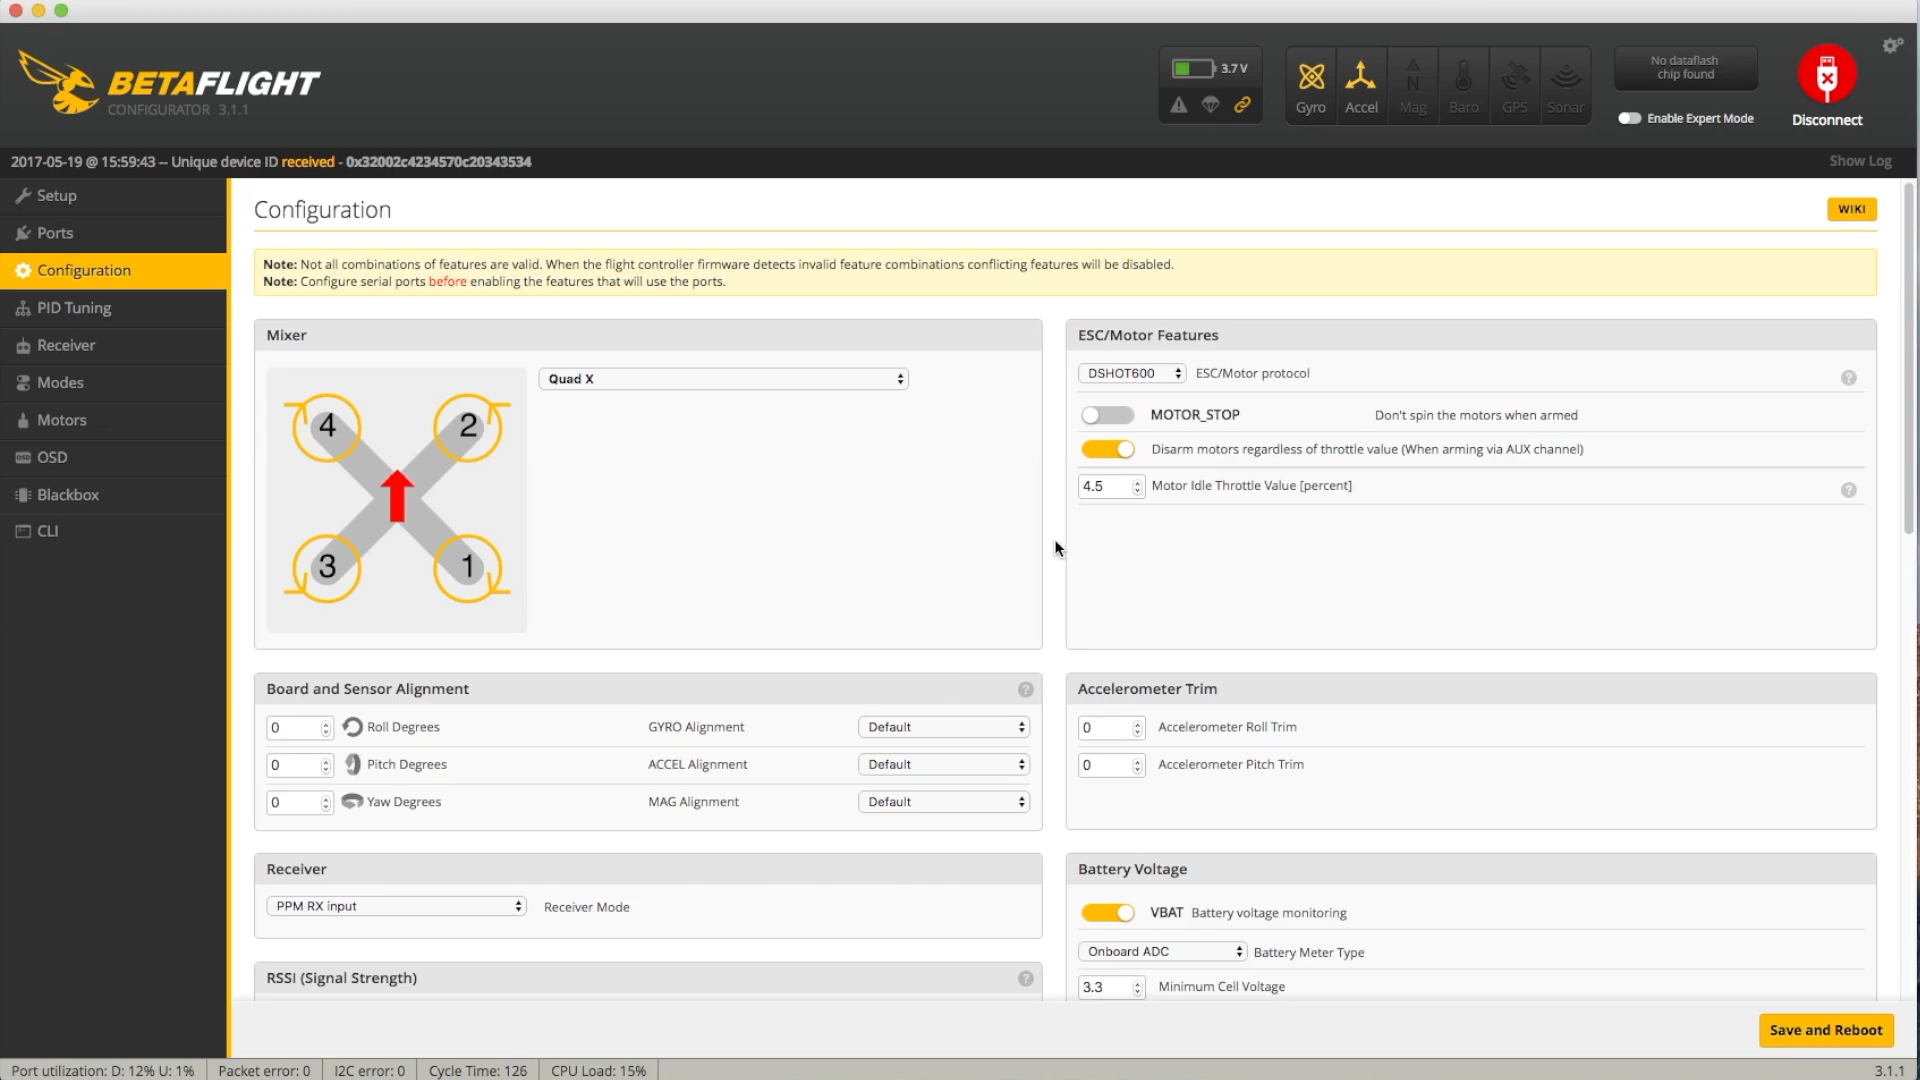 BETAFLIGHT
CONFIGURATOR 3.1.1
3.7 V
Gyro
Accel
Mag
Baro
GPS
Sonar
No dataflash
chip found
Enable Expert Mode
Disconnect
2017-05-19 @ 15:59:43 -- Unique device ID received - 0x32002c4234570c20343534
Show Log
Setup
Ports
Configuration
PID Tuning
Receiver
Modes
Motors
OSD
Blackbox
CLI
Configuration
WIKI
Note: Not all combinations of features are valid. When the flight controller firmware detects invalid feature combinations conflicting features will be disabled.
Note: Configure serial ports before enabling the features that will use the ports.
Mixer
Quad X
4
2
3
1
N
ESC/Motor Features
DSHOT600 ESC/Motor protocol
?
MOTOR_STOP Don't spin the motors when armed
Disarm motors regardless of throttle value (When arming via AUX channel)
4.5 Motor Idle Throttle Value [percent]
?
Board and Sensor Alignment
?
0 Roll Degrees GYRO Alignment Default
0 Pitch Degrees ACCEL Alignment Default
0 Yaw Degrees MAG Alignment Default
Accelerometer Trim
0 Accelerometer Roll Trim
0 Accelerometer Pitch Trim
Receiver
PPM RX input Receiver Mode
RSSI (Signal Strength)
?
Battery Voltage
VBAT Battery voltage monitoring
Onboard ADC Battery Meter Type
3.3 Minimum Cell Voltage
Save and Reboot
Port utilization: D: 12% U: 1%
Packet error: 0
I2C error: 0
Cycle Time: 126
CPU Load: 15%
3.1.1